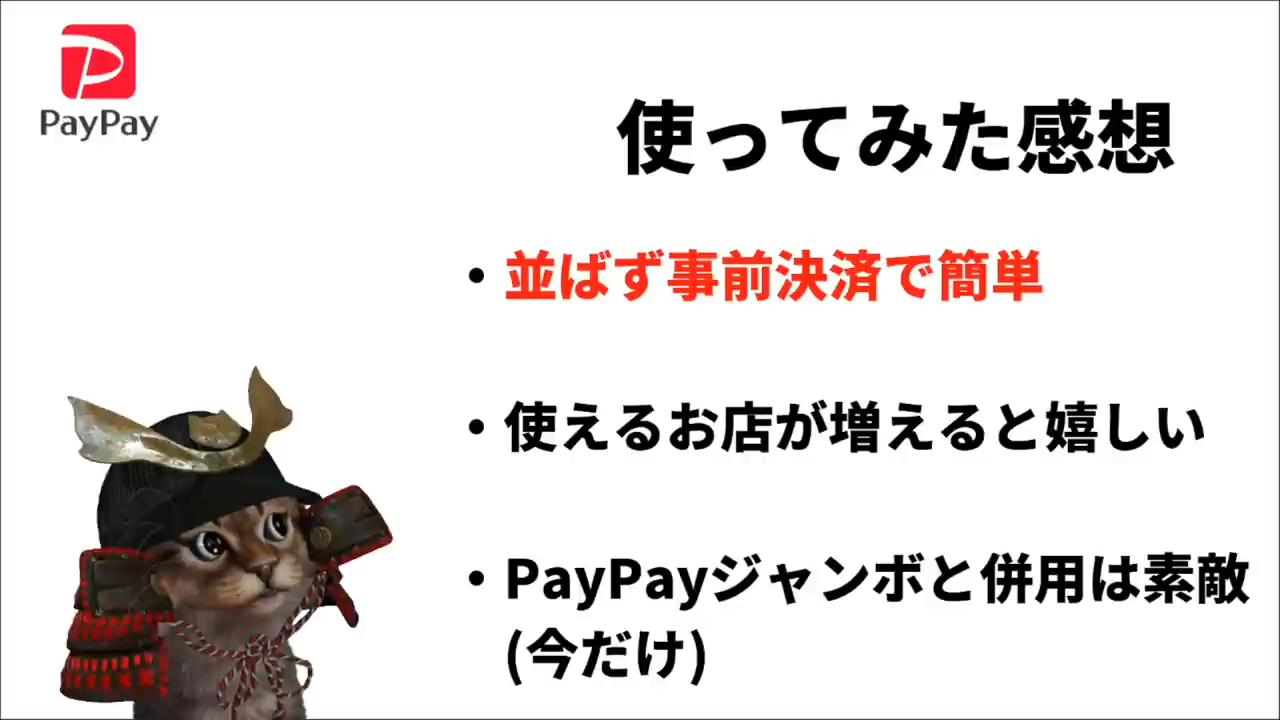 PayPay
使ってみた感想
・並ばず事前決済で簡単
・使えるお店が増えると嬉しい
・PayPayジャンボと併用は素敵
(今だけ)